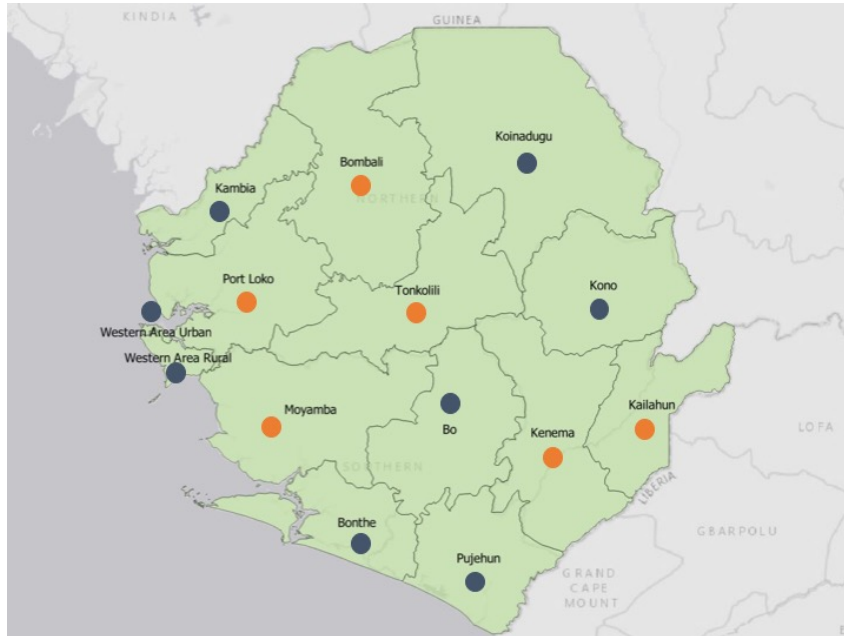 KINDIA
GUINEA
Koinadugu
Bombali
Kambia
NORTHERN
Port Loko
Tonkolili
Kono
Western Area Urban
Western Area Rural
Moyamba
Bo
Kenema
Kailahun
LOFA
SOUTHERN
LIBERIA
Bonthe
GBARPOLU
Pujehun
GRAND
CAPE
MOUNT